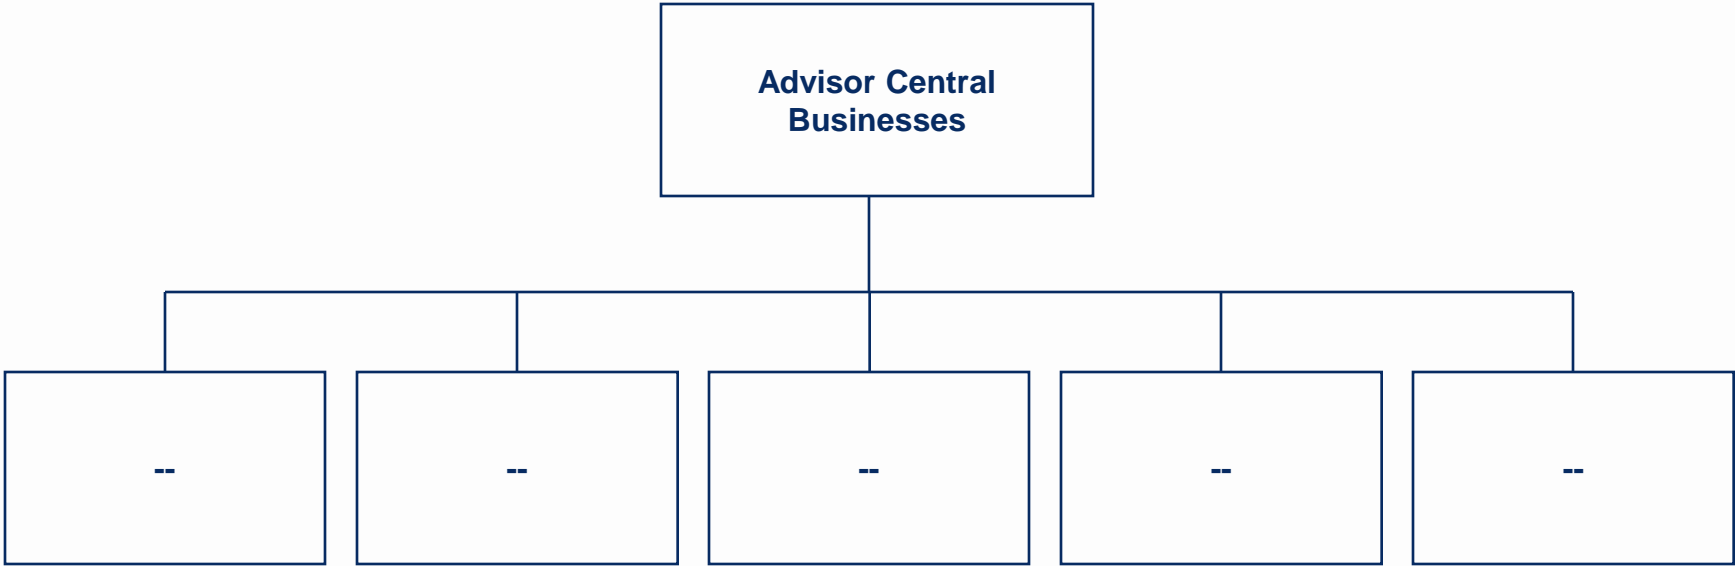 Advisor Central
Businesses
-- -- -- -- --